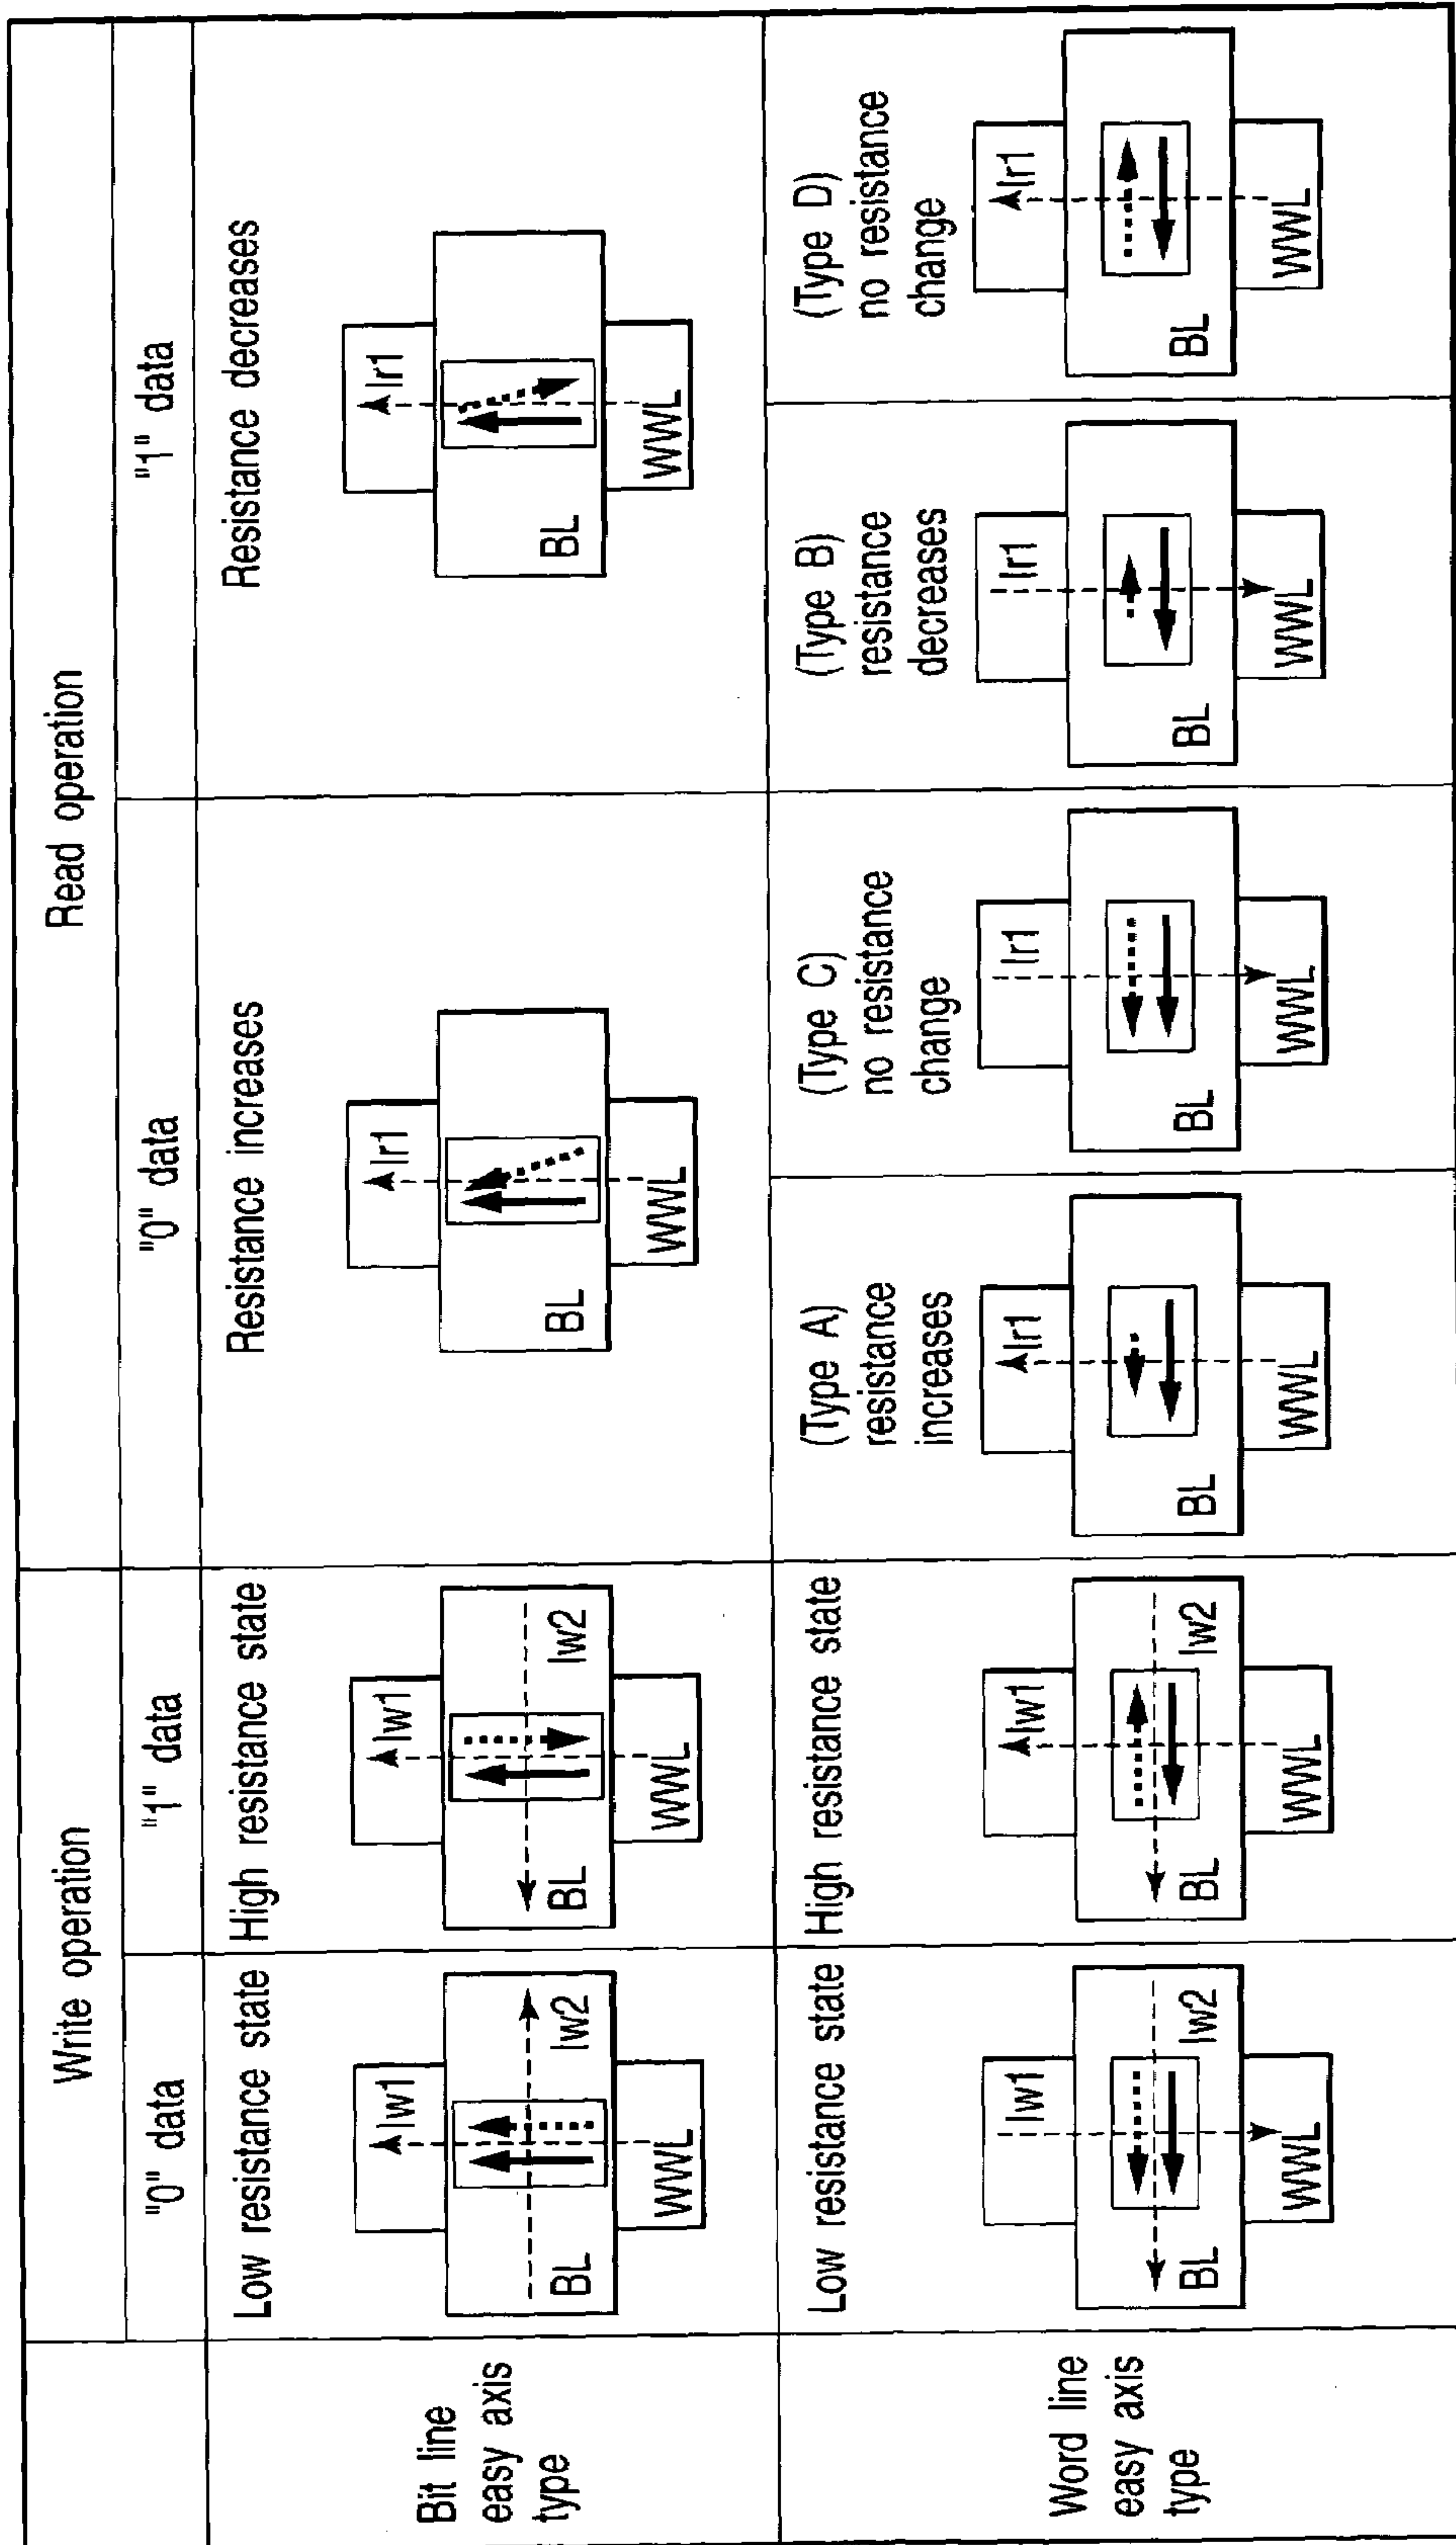 Write operation
Read operation
"0" data
"1" data
"0" data
"1" data
Bit line
easy axis
type
Low resistance state
Iw1
BL
Iw2
WWL
High resistance state
Iw1
BL
Iw2
WWL
Resistance increases
Ir1
BL
WWL
Resistance decreases
Ir1
BL
WWL
Word line
easy axis
type
Low resistance state
Iw1
BL
Iw2
WWL
High resistance state
Iw1
BL
Iw2
WWL
(Type A)
resistance
increases
Ir1
BL
WWL
(Type C)
no resistance
change
Ir1
BL
WWL
(Type B)
resistance
decreases
Ir1
BL
WWL
(Type D)
no resistance
change
Ir1
BL
WWL